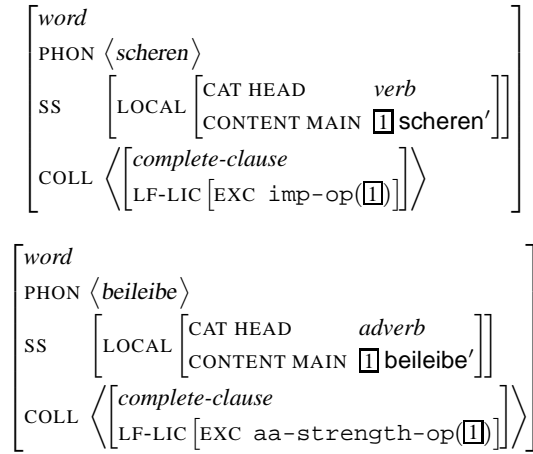 word
PHON ⟨scheren⟩
SS [LOCAL [CAT HEAD verb
CONTENT MAIN [1] scheren′]]
COLL ⟨[complete-clause
LF-LIC [EXC imp-op([1])]]⟩
word
PHON ⟨beileibe⟩
SS [LOCAL [CAT HEAD adverb
CONTENT MAIN [1] beileibe′]]
COLL ⟨[complete-clause
LF-LIC [EXC aa-strength-op([1])]]⟩